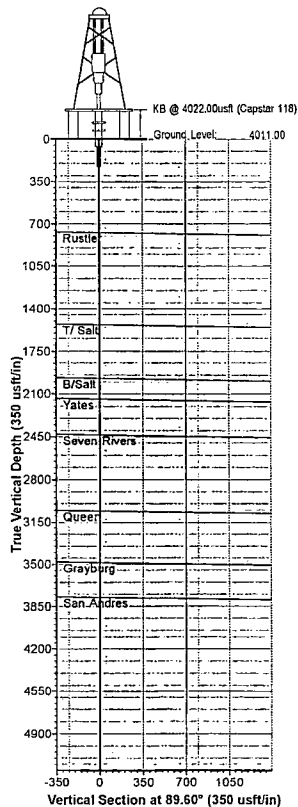 KB @ 4022.00usft (Capstar 118)
Ground Level: 4011.00
0
350
700
Rustler
1050
1400
T/ Salt
1750
B/Salt
2100
Yates
2450
Seven Rivers
2800
Queen
3150
3500
Grayburg
San Andres
3850
4200
4550
4900
True Vertical Depth (350 usft/in)
-350 0 350 700 1050
Vertical Section at 89.60° (350 usft/in)